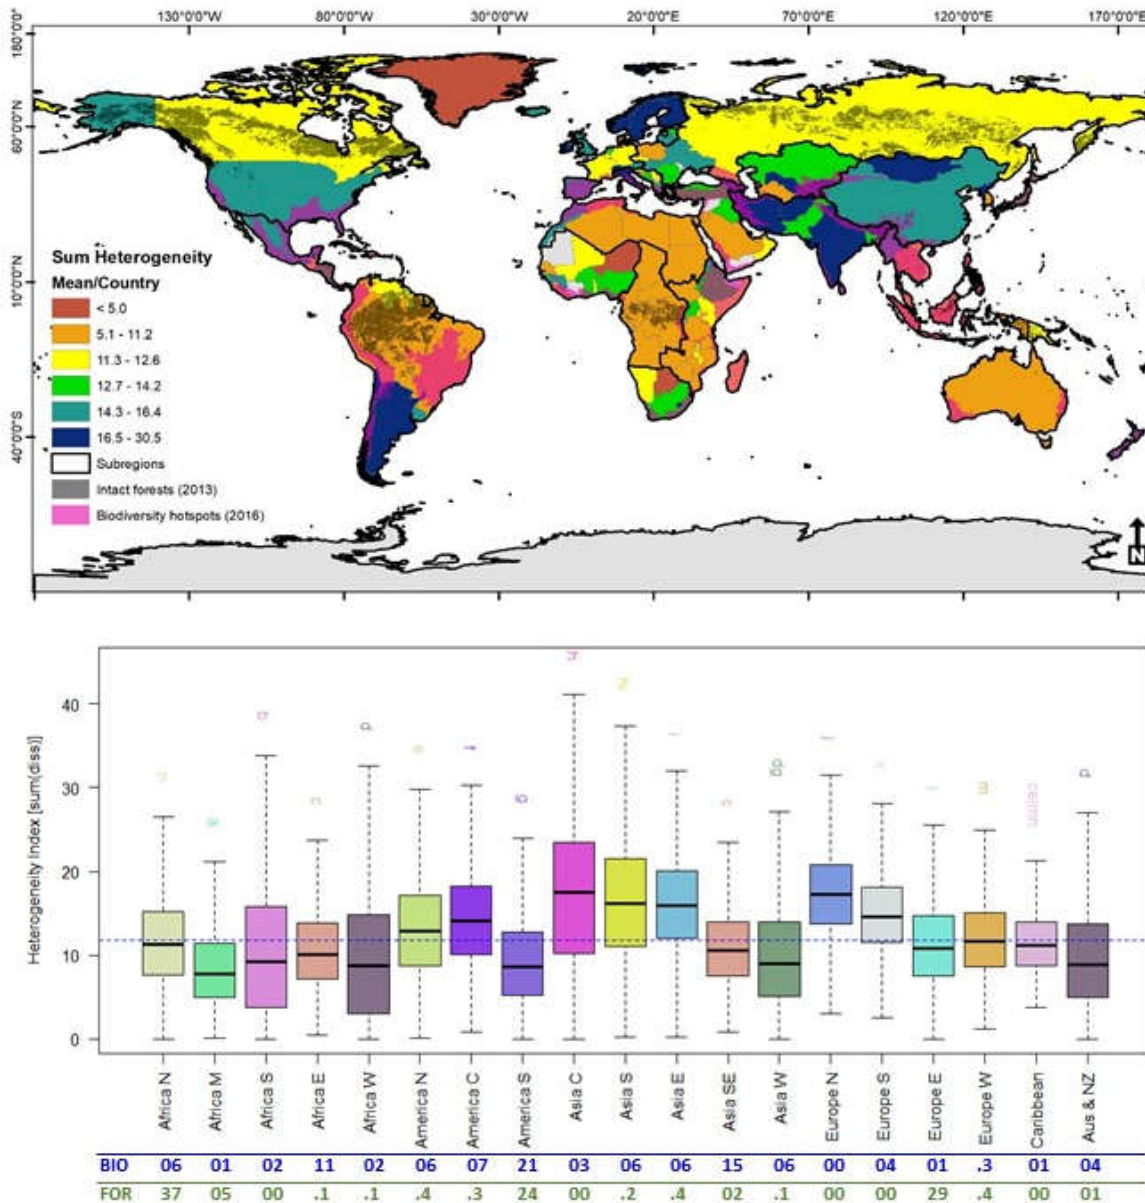 130°0'0"W 80°0'0"W 30°0'0"W 20°0'0"E 70°0'0"E 120°0'0"E 170°0'0"E
180°0'0"
60°0'0"N
10°0'0"N
40°0'0"S
Sum Heterogeneity
Mean/Country
< 5.0
5.1 - 11.2
11.3 - 12.6
12.7 - 14.2
14.3 - 16.4
16.5 - 30.5
Subregions
Intact forests (2013)
Biodiversity hotspots (2016)
N
Heterogeneity Index [sum(diss)]
40
30
20
10
0
Africa N Africa M Africa S Africa E Africa W America N America C America S Asia C Asia S Asia E Asia SE Asia W Europe N Europe S Europe E Europe W Caribbean Aus & NZ
BIO 06 01 02 11 02 06 07 21 03 06 06 15 06 00 04 01 .3 01 04
FOR 37 05 00 .1 .1 .4 .3 24 00 .2 .4 02 .1 00 00 29 .4 00 01